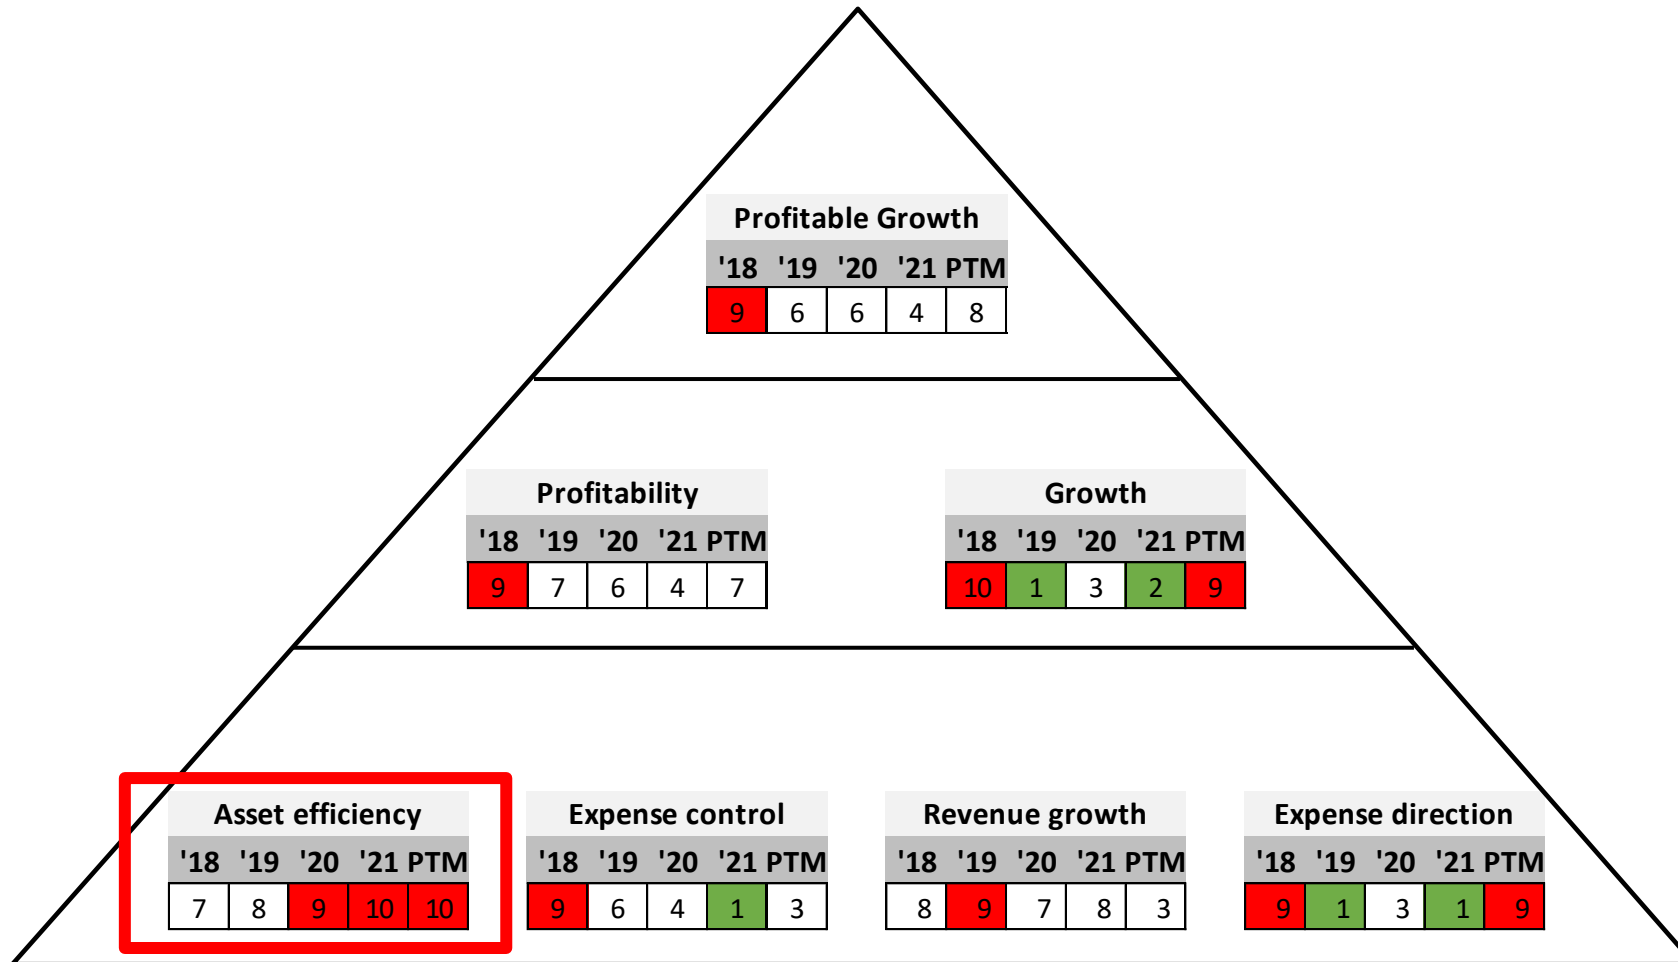 Profitable Growth
'18 '19 '20 '21 PTM
9 6 6 4 8
Profitability
'18 '19 '20 '21 PTM
9 7 6 4 7
Growth
'18 '19 '20 '21 PTM
10 1 3 2 9
Asset efficiency
'18 '19 '20 '21 PTM
7 8 9 10 10
Expense control
'18 '19 '20 '21 PTM
9 6 4 1 3
Revenue growth
'18 '19 '20 '21 PTM
8 9 7 8 3
Expense direction
'18 '19 '20 '21 PTM
9 1 3 1 9